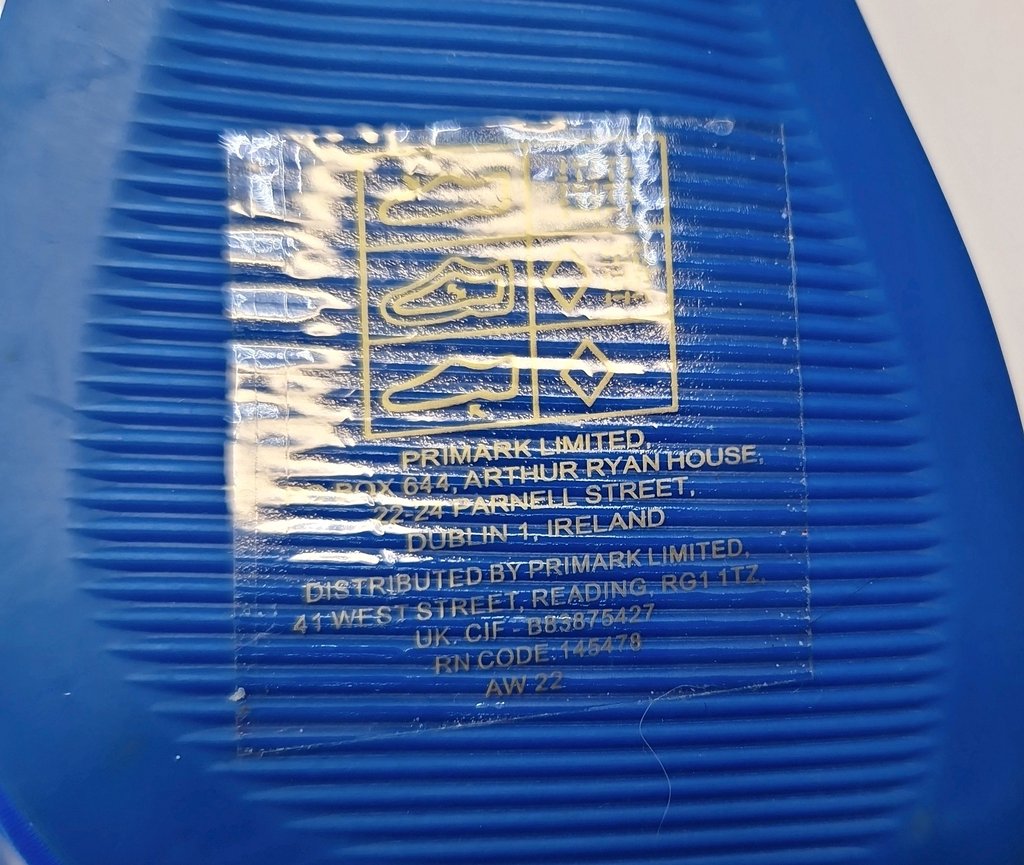 PRIMARK LIMITED,
BOX 644, ARTHUR RYAN HOUSE,
22-24 PARNELL STREET,
DUBLIN 1, IRELAND
DISTRIBUTED BY PRIMARK LIMITED,
41 WEST STREET, READING, RG1 1TZ,
UK. CIF - B83875427
RN CODE 145478
AW 22